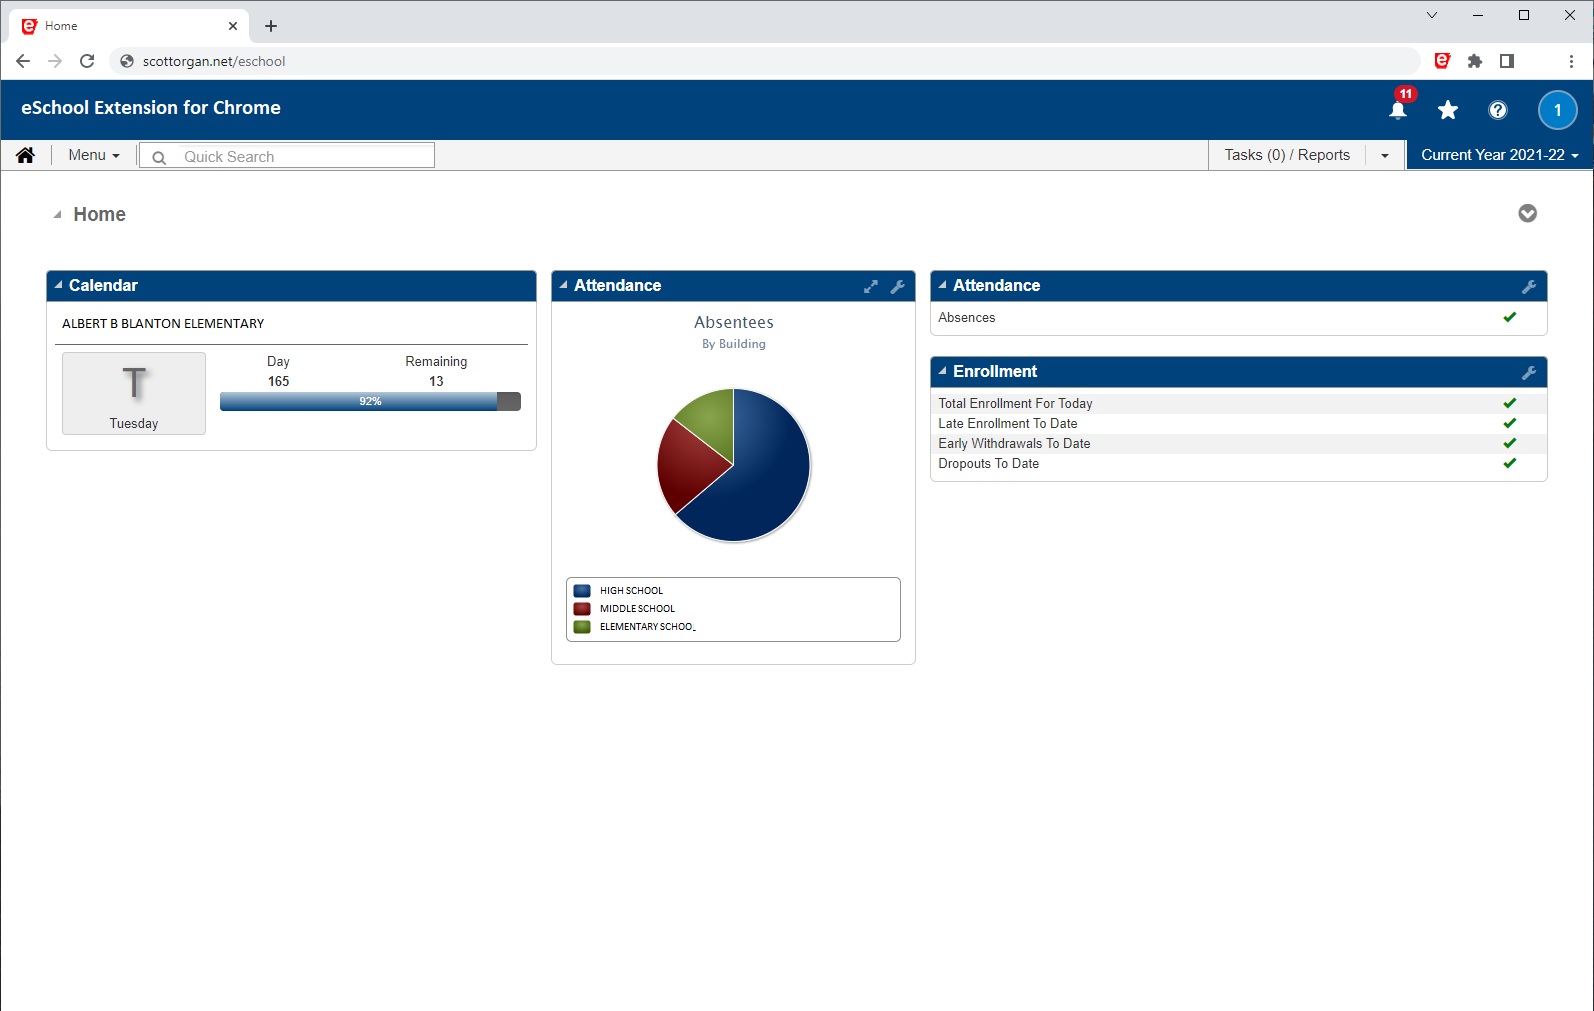 Home
scottorgan.net/eschool
eSchool Extension for Chrome
11
1
Menu
Quick Search
Tasks (0) / Reports
Current Year 2021-22
Home
Calendar
ALBERT B BLANTON ELEMENTARY
T
Tuesday
Day
165
Remaining
13
92%
Attendance
Absentees
By Building
HIGH SCHOOL
MIDDLE SCHOOL
ELEMENTARY SCHOOL
Attendance
Absences
Enrollment
Total Enrollment For Today
Late Enrollment To Date
Early Withdrawals To Date
Dropouts To Date